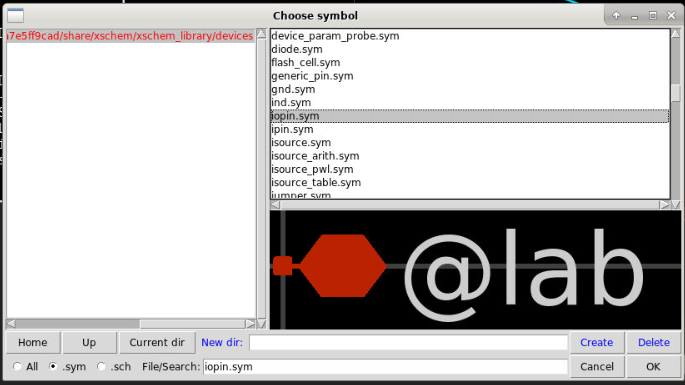 Choose symbol
7e5ff9cad/share/xschem/xschem_library/devices
device_param_probe.sym
diode.sym
flash_cell.sym
generic_pin.sym
gnd.sym
ind.sym
iopin.sym
ipin.sym
isource.sym
isource_arith.sym
isource_pwl.sym
isource_table.sym
jumper.sym
@lab
Home Up Current dir New dir: Create Delete
All .sym .sch File/Search: iopin.sym Cancel OK